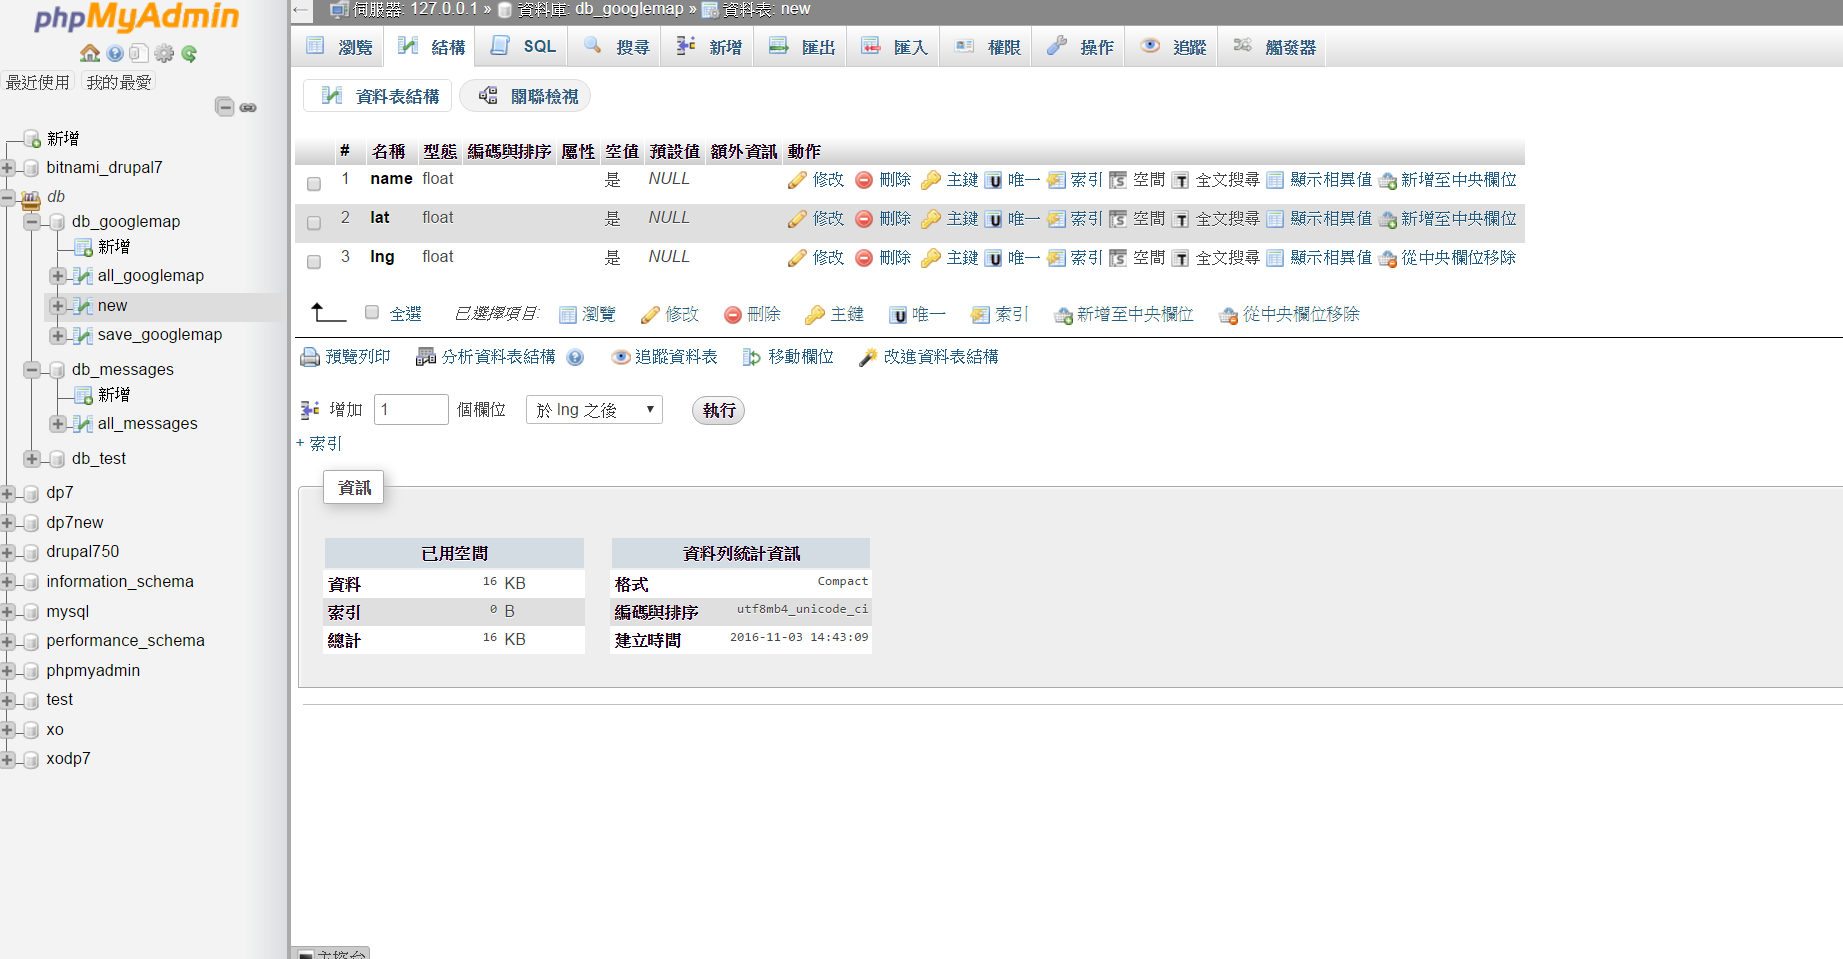 phpMyAdmin
最近使用 我的最愛
新增
bitnami_drupal7
db
db_googlemap
新增
all_googlemap
new
save_googlemap
db_messages
新增
all_messages
db_test
dp7
dp7new
drupal750
information_schema
mysql
performance_schema
phpmyadmin
test
xo
xodp7
伺服器: 127.0.0.1 » 資料庫: db_googlemap » 資料表: new
瀏覽 結構 SQL 搜尋 新增 匯出 匯入 權限 操作 追蹤 觸發器
資料表結構 關聯檢視
# 名稱 型態 編碼與排序 屬性 空值 預設值 額外資訊 動作
1 name float 是 NULL 修改 刪除 主鍵 唯一 索引 空間 全文搜尋 顯示相異值 新增至中央欄位
2 lat float 是 NULL 修改 刪除 主鍵 唯一 索引 空間 全文搜尋 顯示相異值 新增至中央欄位
3 lng float 是 NULL 修改 刪除 主鍵 唯一 索引 空間 全文搜尋 顯示相異值 從中央欄位移除
全選 已選擇項目: 瀏覽 修改 刪除 主鍵 唯一 索引 新增至中央欄位 從中央欄位移除
預覽列印 分析資料表結構 追蹤資料表 移動欄位 改進資料表結構
增加 1 個欄位 於 lng 之後 執行
+ 索引
資訊
已用空間
資料 16 KB
索引 0 B
總計 16 KB
資料列統計資訊
格式 Compact
編碼與排序 utf8mb4_unicode_ci
建立時間 2016-11-03 14:43:09
主控台